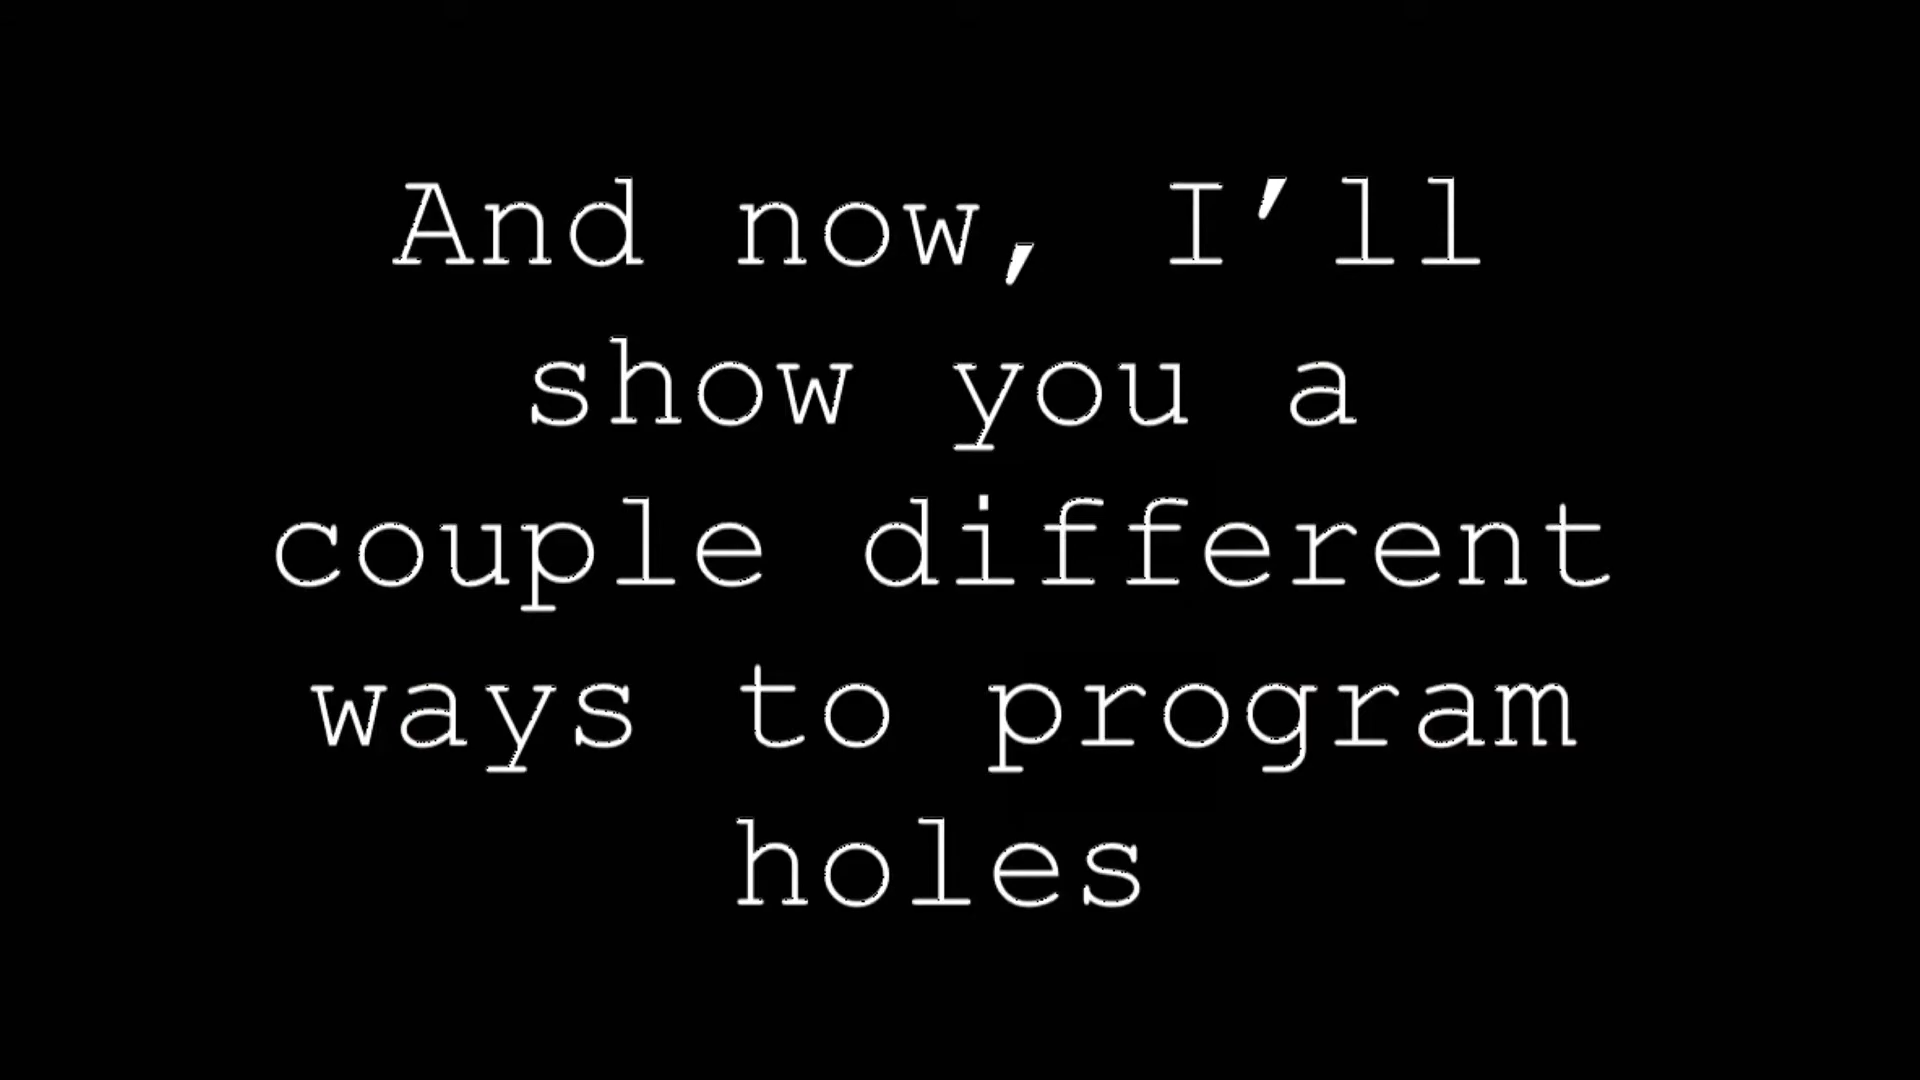 And now, I’ll
show you a
couple different
ways to program
holes